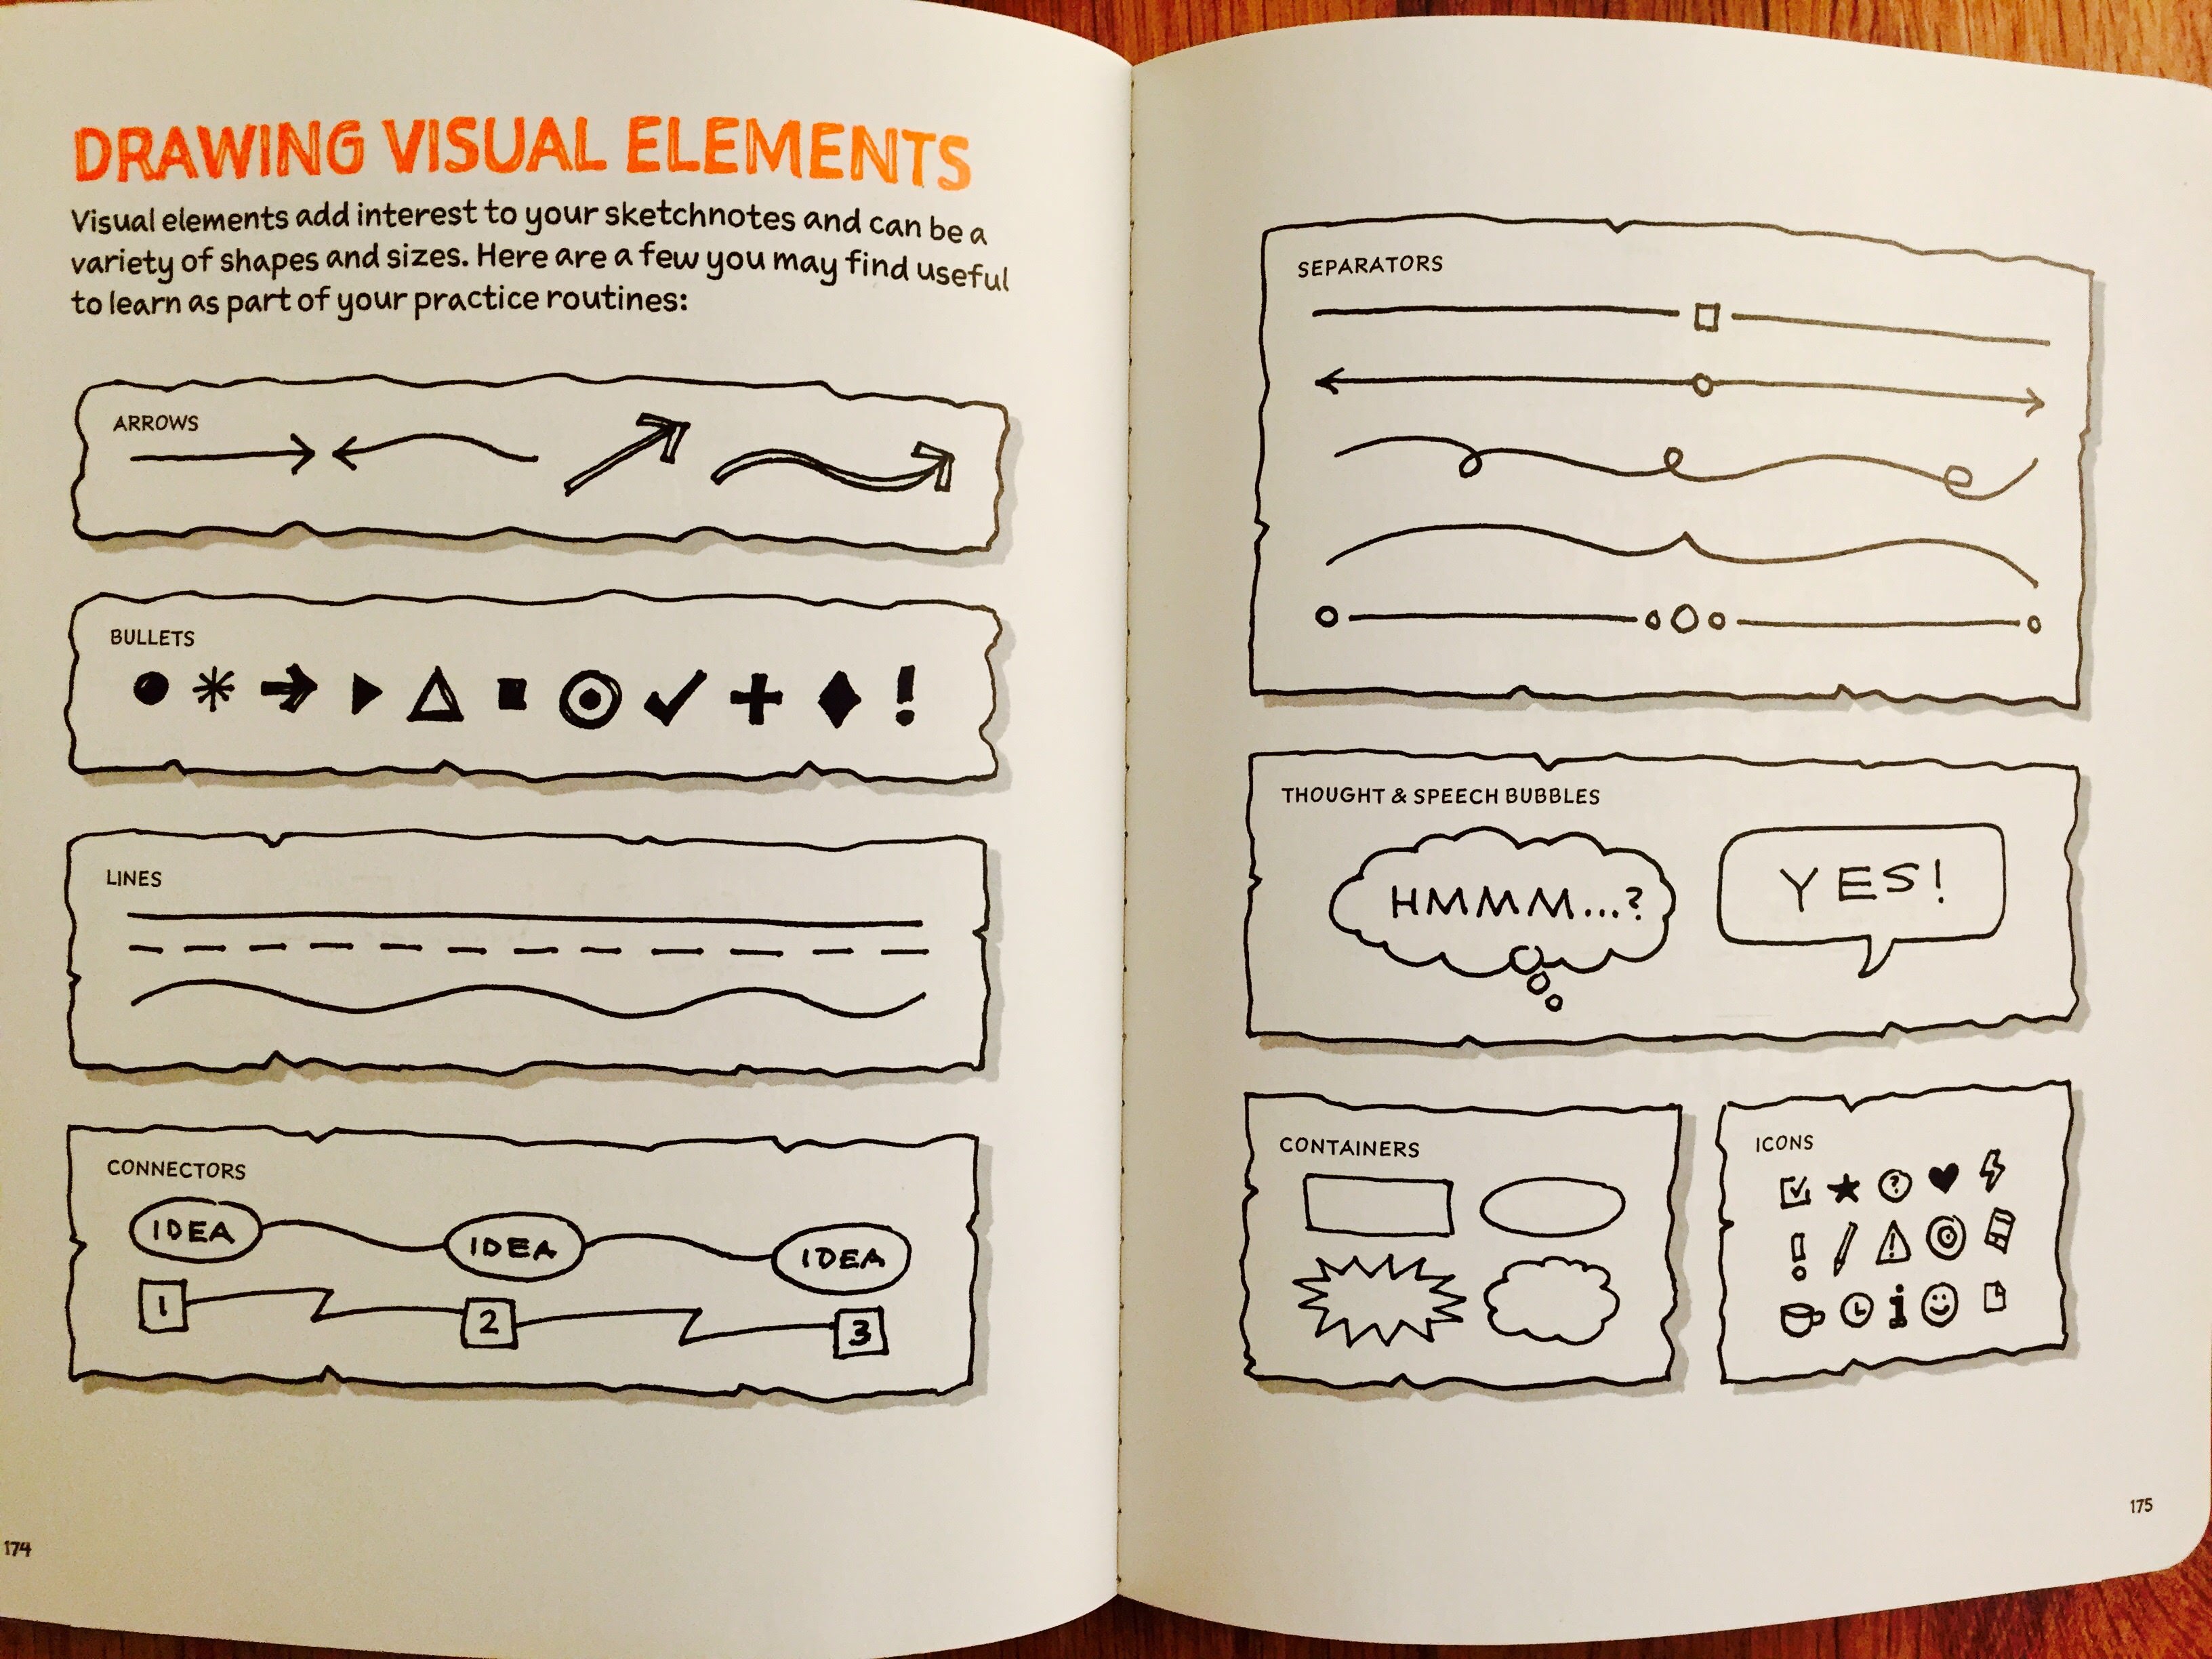 DRAWING VISUAL ELEMENTS
Visual elements add interest to your sketchnotes and can be a
variety of shapes and sizes. Here are a few you may find useful
to learn as part of your practice routines:
ARROWS
BULLETS
!
LINES
CONNECTORS
IDEA IDEA IDEA
1 2 3
174
SEPARATORS
THOUGHT & SPEECH BUBBLES
HMMM...? YES!
CONTAINERS
ICONS
?
! !
i
175